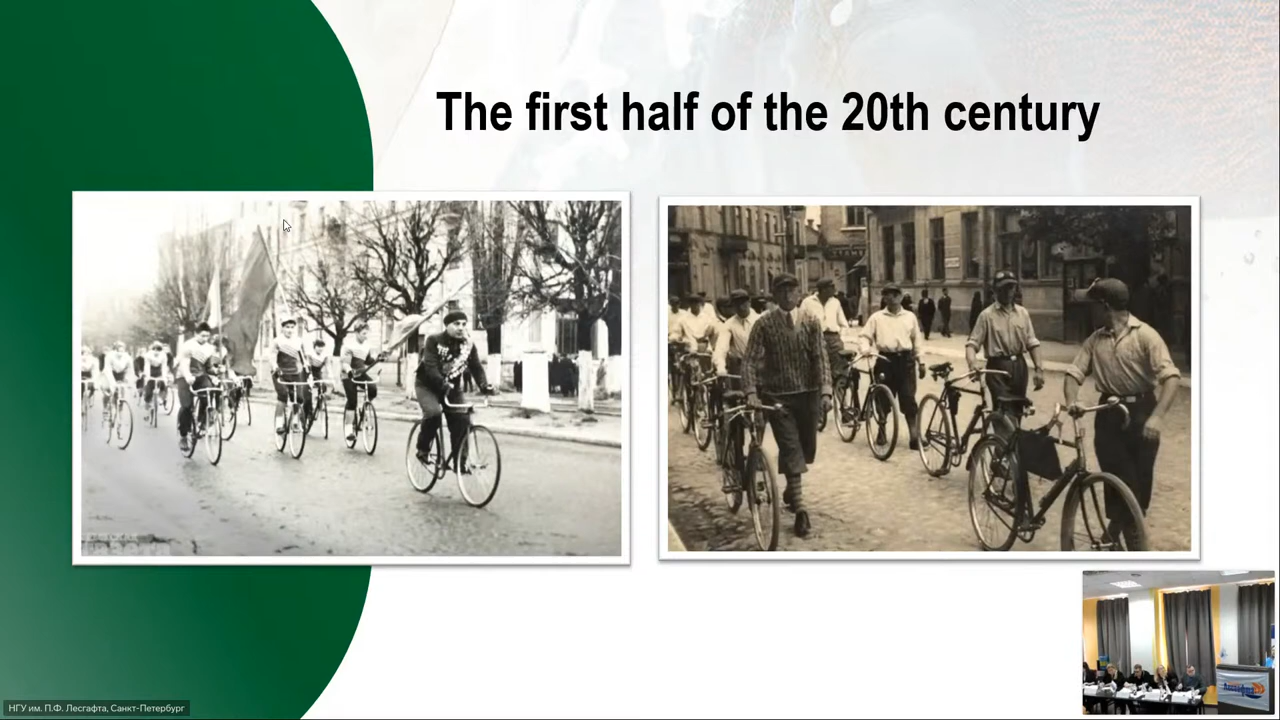 The first half of the 20th century
НГУ им. П.Ф. Лесгафта, Санкт-Петербург